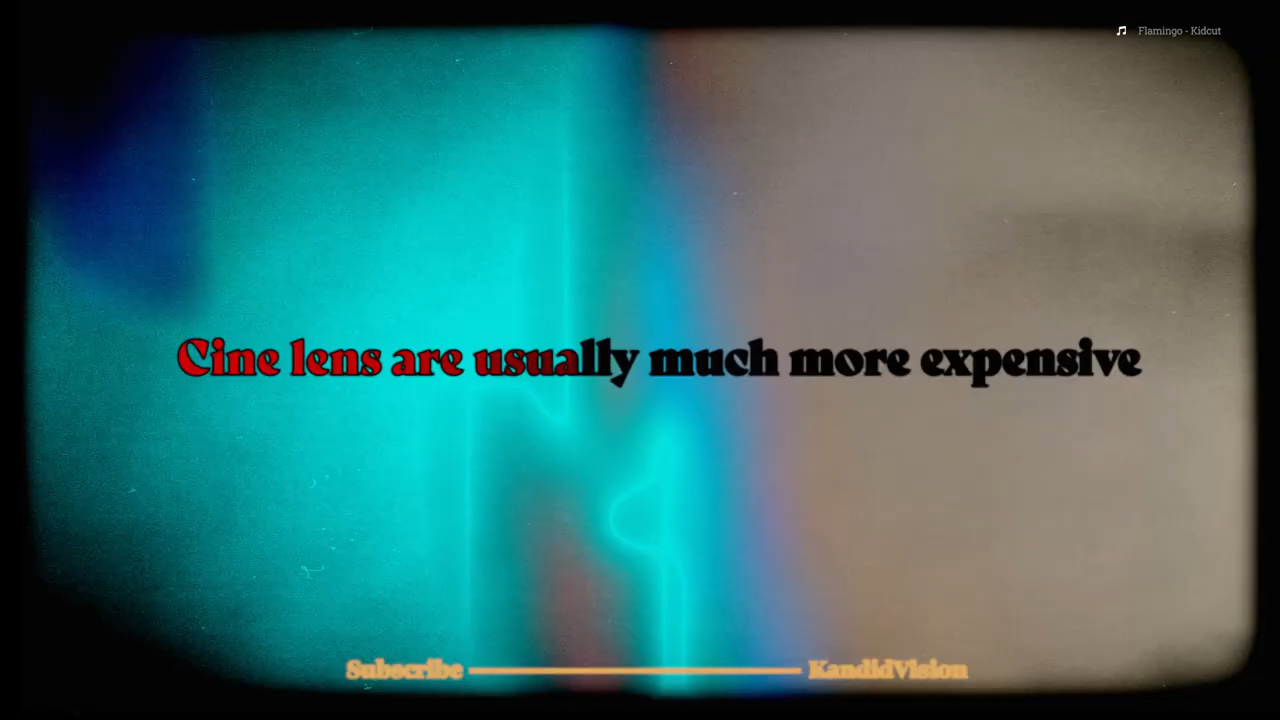 Flamingo - Kidcut
Cine lens are usually much more expensive
Subscribe KandidVision